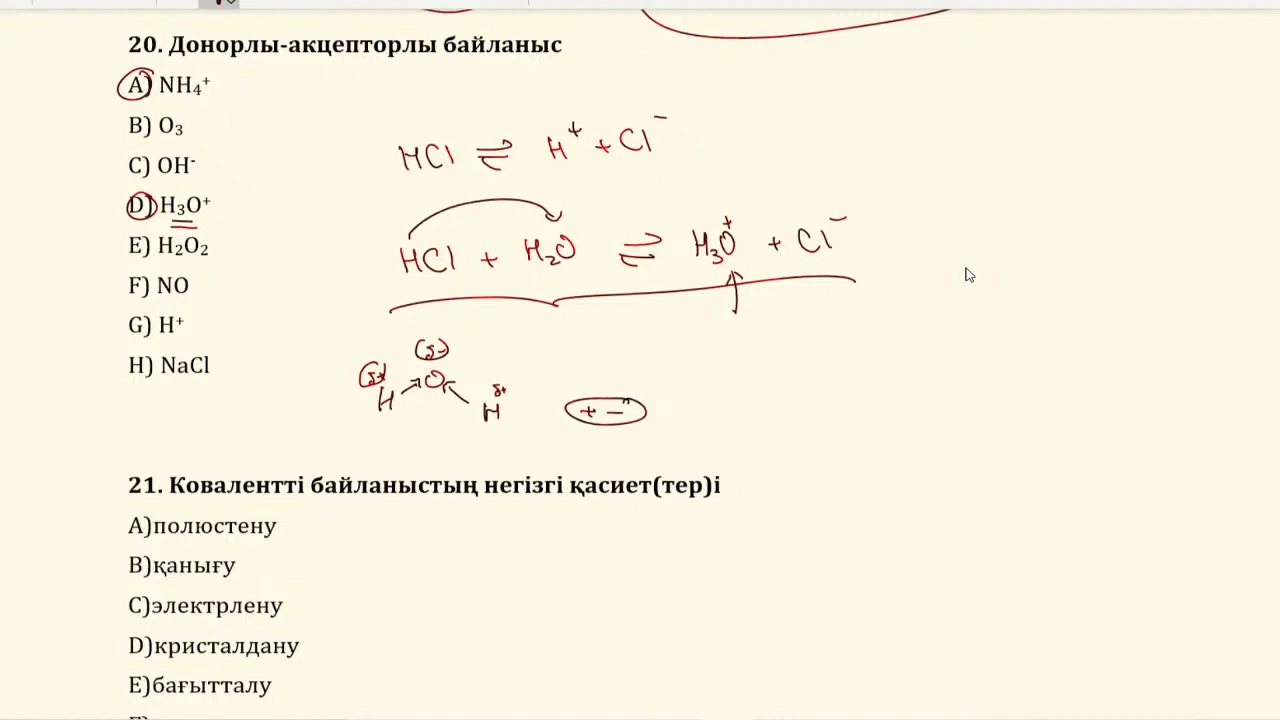 20. Донорлы-акцепторлы байланыс
A) NH₄⁺
B) O₃
C) OH⁻
D) H₃O⁺
E) H₂O₂
F) NO
G) H⁺
H) NaCl
HCl ⇌ H⁺ + Cl⁻
HCl + H₂O ⇌ H₃O⁺ + Cl⁻
δ-
δ+ H → O ← H δ+
+ −
21. Ковалентті байланыстың негізгі қасиет(тер)і
A)полюстену
B)қанығу
C)электрлену
D)кристалдану
E)бағытталу